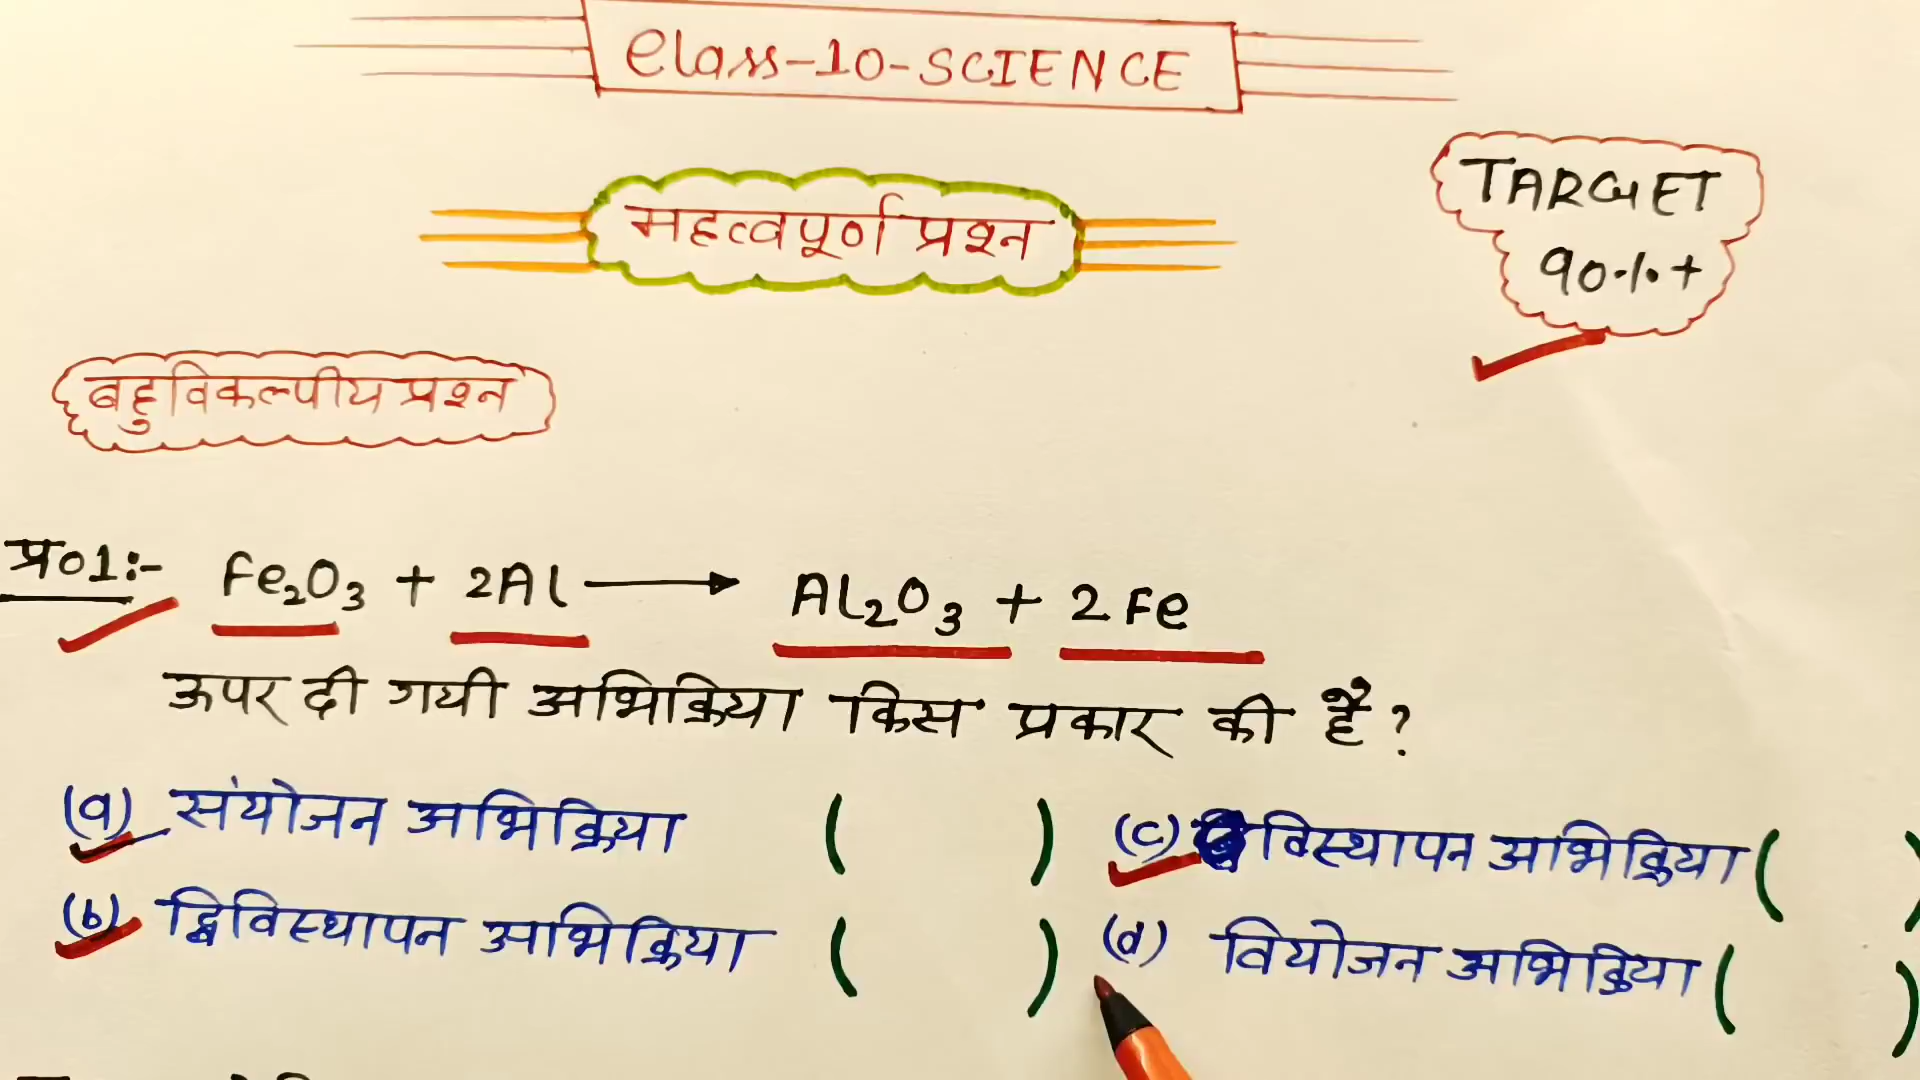 Class-10-SCIENCE
महत्वपूर्ण प्रश्न
TARGET
90%+
बहुविकल्पीय प्रश्न
प्र०1:- Fe₂O₃ + 2Al ⟶ Al₂O₃ + 2Fe
ऊपर दी गयी अभिक्रिया किस प्रकार की है?
(a) संयोजन अभिक्रिया ( )
(c) विस्थापन अभिक्रिया ( )
(b) द्विविस्थापन अभिक्रिया ( )
(d) वियोजन अभिक्रिया ( )